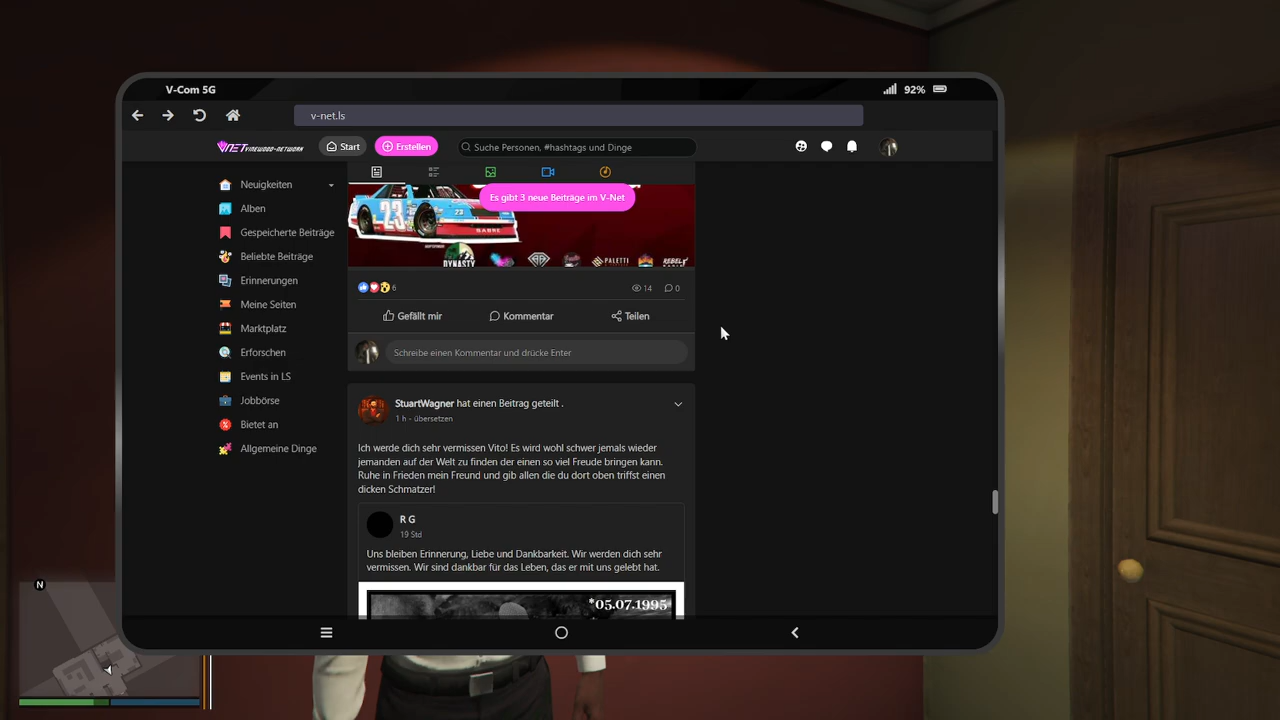 V-Com 5G
92%
v-net.ls
VNET VINEWOOD-NETWORK
Start
Erstellen
Suche Personen, #hashtags und Dinge
Neuigkeiten
Alben
Gespeicherte Beiträge
Beliebte Beiträge
Erinnerungen
Meine Seiten
Marktplatz
Erforschen
Events in LS
Jobbörse
Bietet an
Allgemeine Dinge
Es gibt 3 neue Beiträge im V-Net
23
23
SABRE
DYNASTY
PALETTI
REBEL
6
14
0
Gefällt mir
Kommentar
Teilen
Schreibe einen Kommentar und drücke Enter
StuartWagner hat einen Beitrag geteilt .
1 h - übersetzen
Ich werde dich sehr vermissen Vito! Es wird wohl schwer jemals wieder
jemanden auf der Welt zu finden der einen so viel Freude bringen kann.
Ruhe in Frieden mein Freund und gib allen die du dort oben triffst einen
dicken Schmatzer!
R G
19 Std
Uns bleiben Erinnerung, Liebe und Dankbarkeit. Wir werden dich sehr
vermissen. Wir sind dankbar für das Leben, das er mit uns gelebt hat.
*05.07.1995
N